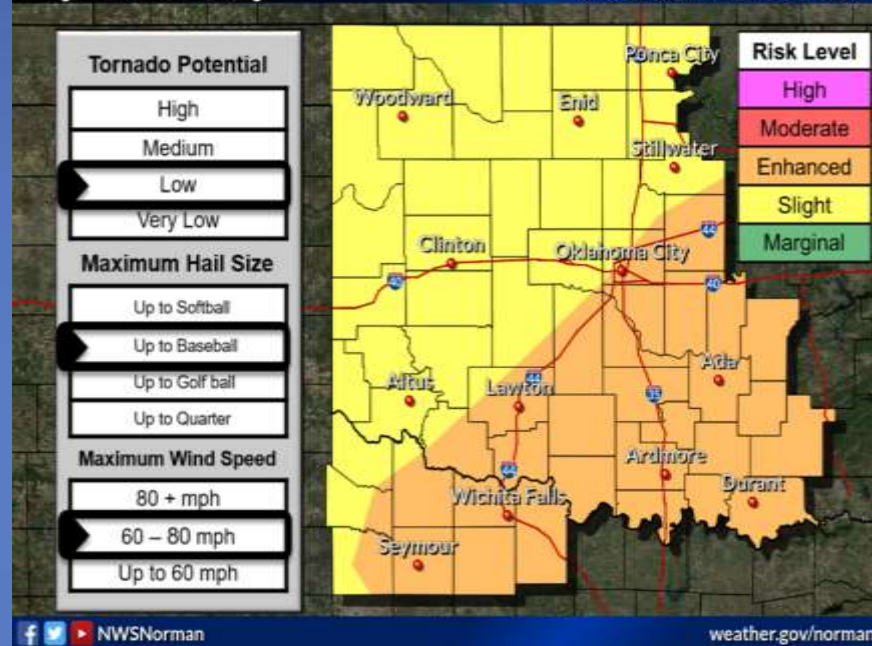 Tornado Potential
High
Medium
Low
Very Low
Maximum Hail Size
Up to Softball
Up to Baseball
Up to Golf ball
Up to Quarter
Maximum Wind Speed
80 + mph
60 – 80 mph
Up to 60 mph
Ponca City
Woodward
Enid
Stillwater
44
Clinton
Oklahoma City
40
40
Ada
Altus
Lawton
44
35
Ardmore
44
Wichita Falls
Durant
Seymour
Risk Level
High
Moderate
Enhanced
Slight
Marginal
NWSNorman
weather.gov/norman